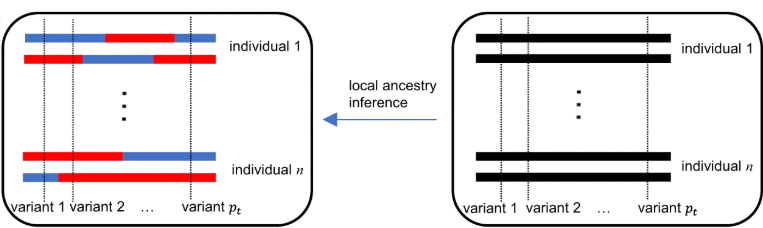 individual 1
individual n
variant 1 variant 2 … variant pₜ
local ancestry
inference
individual 1
individual n
variant 1 variant 2 … variant pₜ